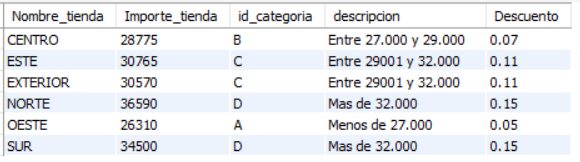 Nombre_tienda Importe_tienda id_categoria descripcion Descuento
CENTRO 28775 B Entre 27.000 y 29.000 0.07
ESTE 30765 C Entre 29001 y 32.000 0.11
EXTERIOR 30570 C Entre 29001 y 32.000 0.11
NORTE 36590 D Mas de 32.000 0.15
OESTE 26310 A Menos de 27.000 0.05
SUR 34500 D Mas de 32.000 0.15